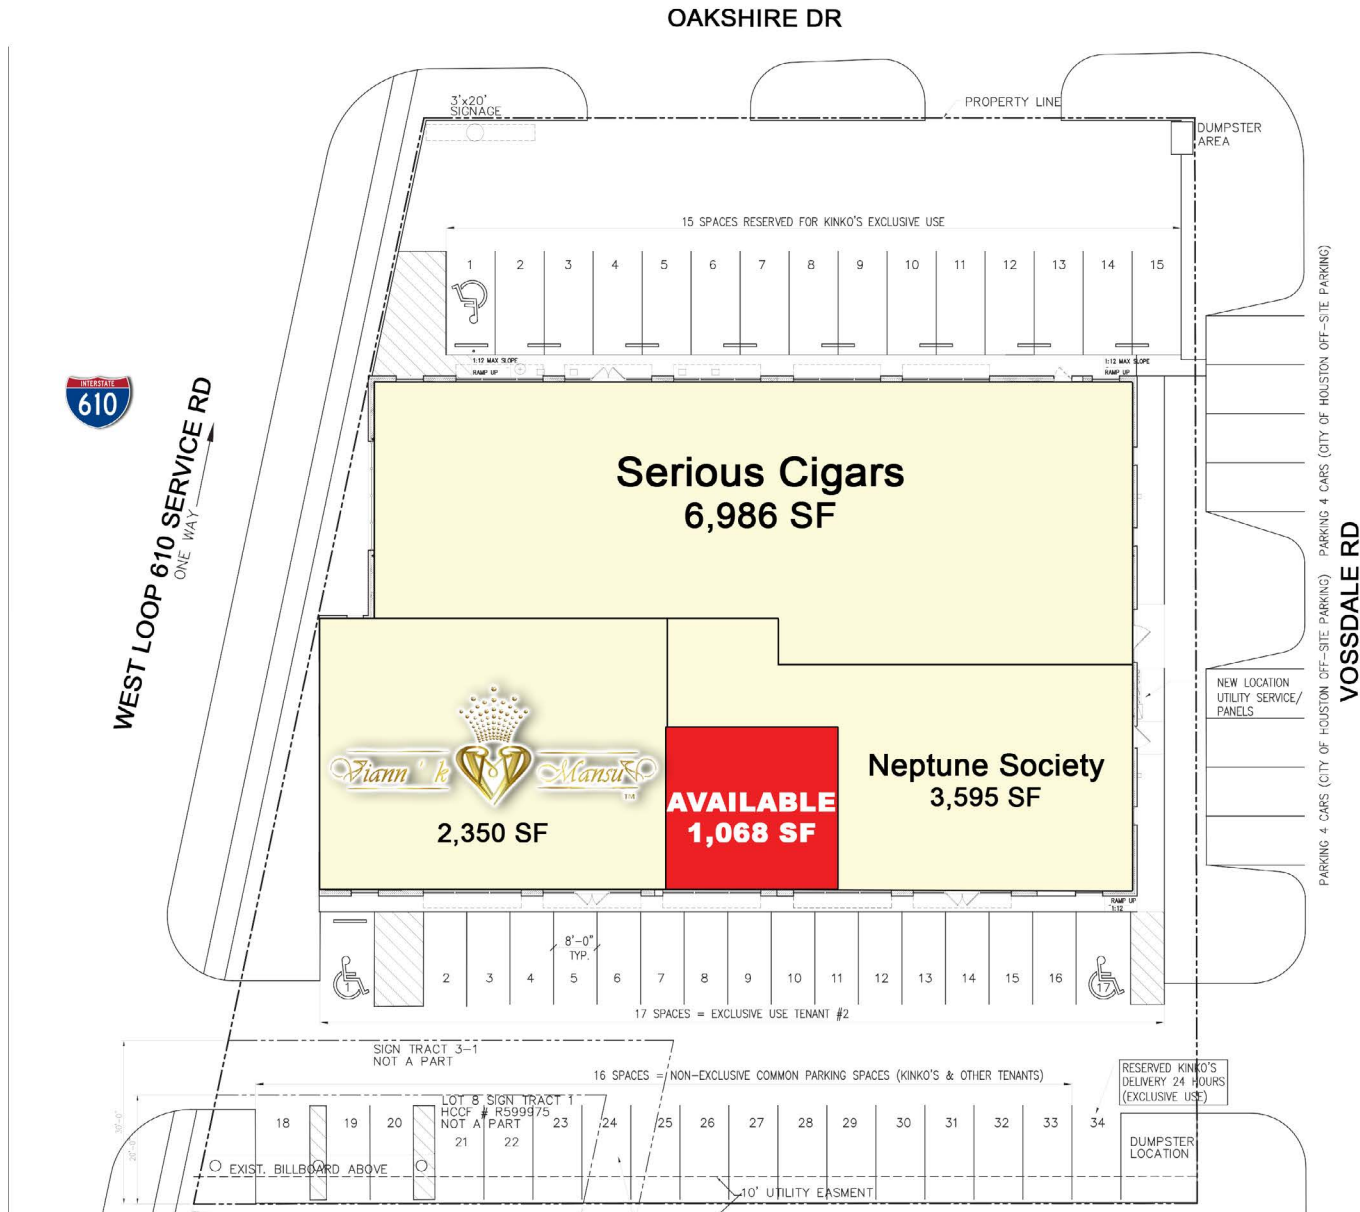 OAKSHIRE DR
3'x20'
SIGNAGE
PROPERTY LINE
DUMPSTER
AREA
15 SPACES RESERVED FOR KINKO'S EXCLUSIVE USE
1 2 3 4 5 6 7 8 9 10 11 12 13 14 15
1:12 MAX SLOPE
RAMP UP
1:12 MAX SLOPE
RAMP UP
INTERSTATE
610
WEST LOOP 610 SERVICE RD
ONE WAY
Serious Cigars
6,986 SF
PARKING 4 CARS (CITY OF HOUSTON OFF-SITE PARKING)
PARKING 4 CARS (CITY OF HOUSTON OFF-SITE PARKING)
VOSSDALE RD
NEW LOCATION
UTILITY SERVICE/
PANELS
TM
2,350 SF
AVAILABLE
1,068 SF
Neptune Society
3,595 SF
RAMP UP
1:12
8'-0"
TYP.
1 2 3 4 5 6 7 8 9 10 11 12 13 14 15 16 17
17 SPACES = EXCLUSIVE USE TENANT #2
SIGN TRACT 3-1
NOT A PART
16 SPACES = NON-EXCLUSIVE COMMON PARKING SPACES (KINKO'S & OTHER TENANTS)
RESERVED KINKO'S
DELIVERY 24 HOURS
(EXCLUSIVE USE)
30'-0"
20'-0"
LOT 8 SIGN TRACT 1
HCCF # R599975
NOT A PART
18 19 20 21 22 23 24 25 26 27 28 29 30 31 32 33 34
DUMPSTER
LOCATION
EXIST. BILLBOARD ABOVE
10' UTILITY EASMENT